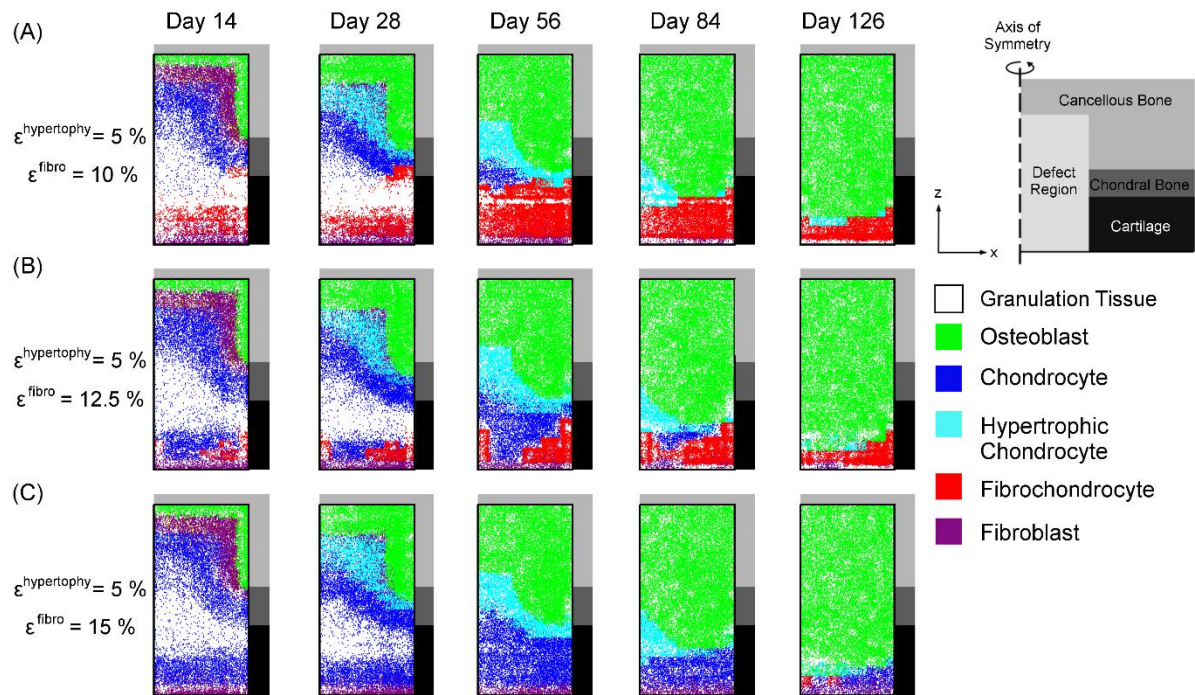 Day 14 Day 28 Day 56 Day 84 Day 126
(A)
εhypertophy = 5 %
εfibro = 10 %
(B)
εhypertophy = 5 %
εfibro = 12.5 %
(C)
εhypertophy = 5 %
εfibro = 15 %
Axis of
Symmetry
Cancellous Bone
Defect
Region
Chondral Bone
Cartilage
z
x
Granulation Tissue
Osteoblast
Chondrocyte
Hypertrophic
Chondrocyte
Fibrochondrocyte
Fibroblast